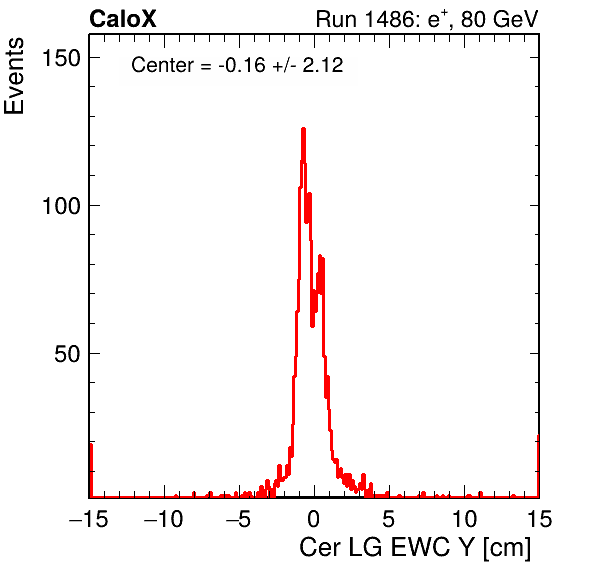 CaloX
Run 1486: e+, 80 GeV
Events
Center = -0.16 +/- 2.12
150
100
50
−15
−10
−5
0
5
10
15
Cer LG EWC Y [cm]